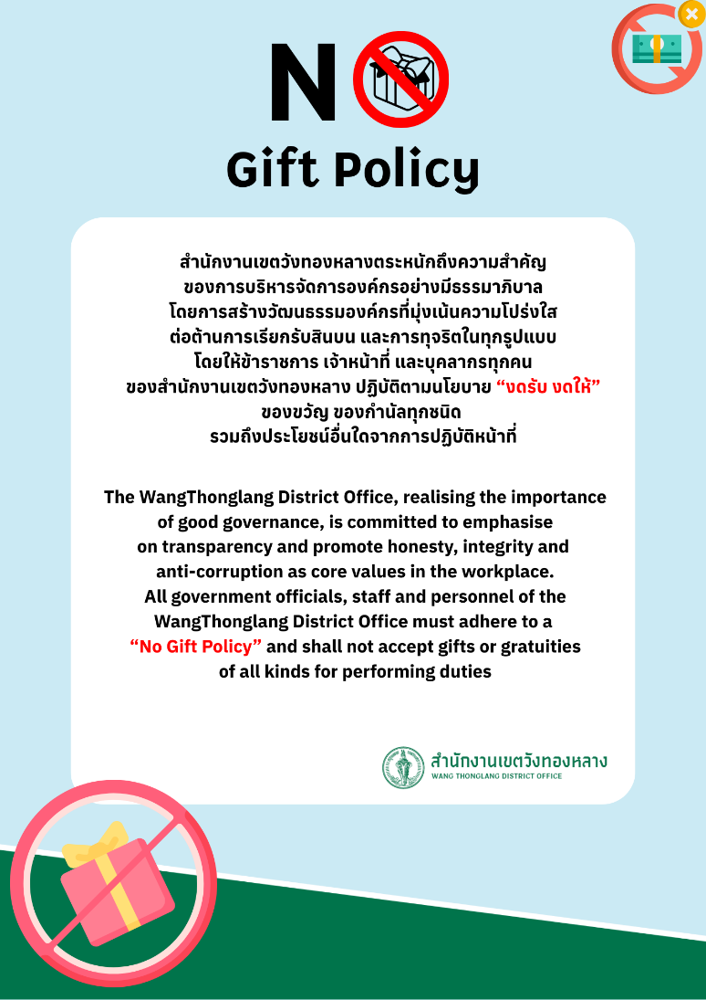 N
Gift Policy
สำนักงานเขตวังทองหลางตระหนักถึงความสำคัญ
ของการบริหารจัดการองค์กรอย่างมีธรรมาภิบาล
โดยการสร้างวัฒนธรรมองค์กรที่มุ่งเน้นความโปร่งใส
ต่อต้านการเรียกรับสินบน และการทุจริตในทุกรูปแบบ
โดยให้ข้าราชการ เจ้าหน้าที่ และบุคลากรทุกคน
ของสำนักงานเขตวังทองหลาง ปฏิบัติตามนโยบาย “งดรับ งดให้”
ของขวัญ ของกำนัลทุกชนิด
รวมถึงประโยชน์อื่นใดจากการปฏิบัติหน้าที่
The WangThonglang District Office, realising the importance
of good governance, is committed to emphasise
on transparency and promote honesty, integrity and
anti-corruption as core values in the workplace.
All government officials, staff and personnel of the
WangThonglang District Office must adhere to a
“No Gift Policy” and shall not accept gifts or gratuities
of all kinds for performing duties
สำนักงานเขตวังทองหลาง
WANG THONGLANG DISTRICT OFFICE